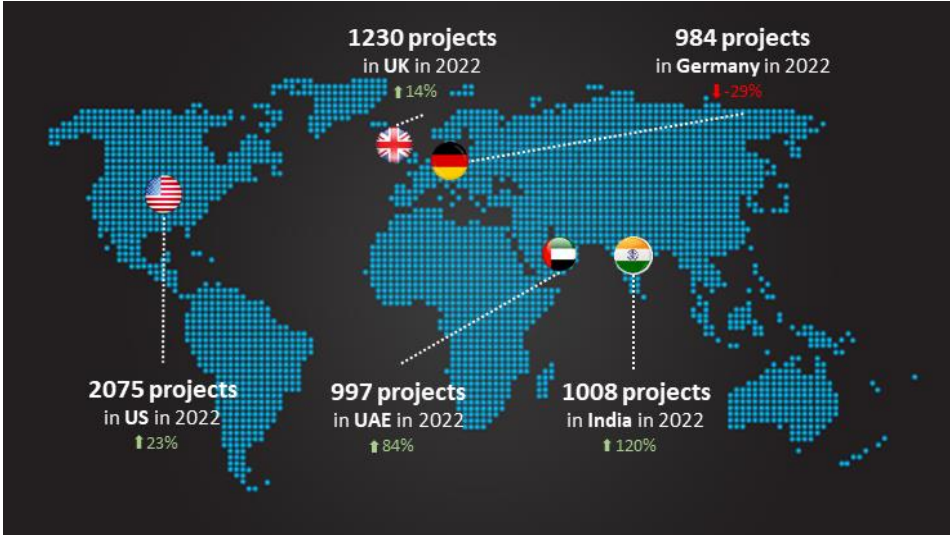 1230 projects
in UK in 2022
⬆14%
984 projects
in Germany in 2022
⬇-29%
2075 projects
in US in 2022
⬆23%
997 projects
in UAE in 2022
⬆84%
1008 projects
in India in 2022
⬆120%